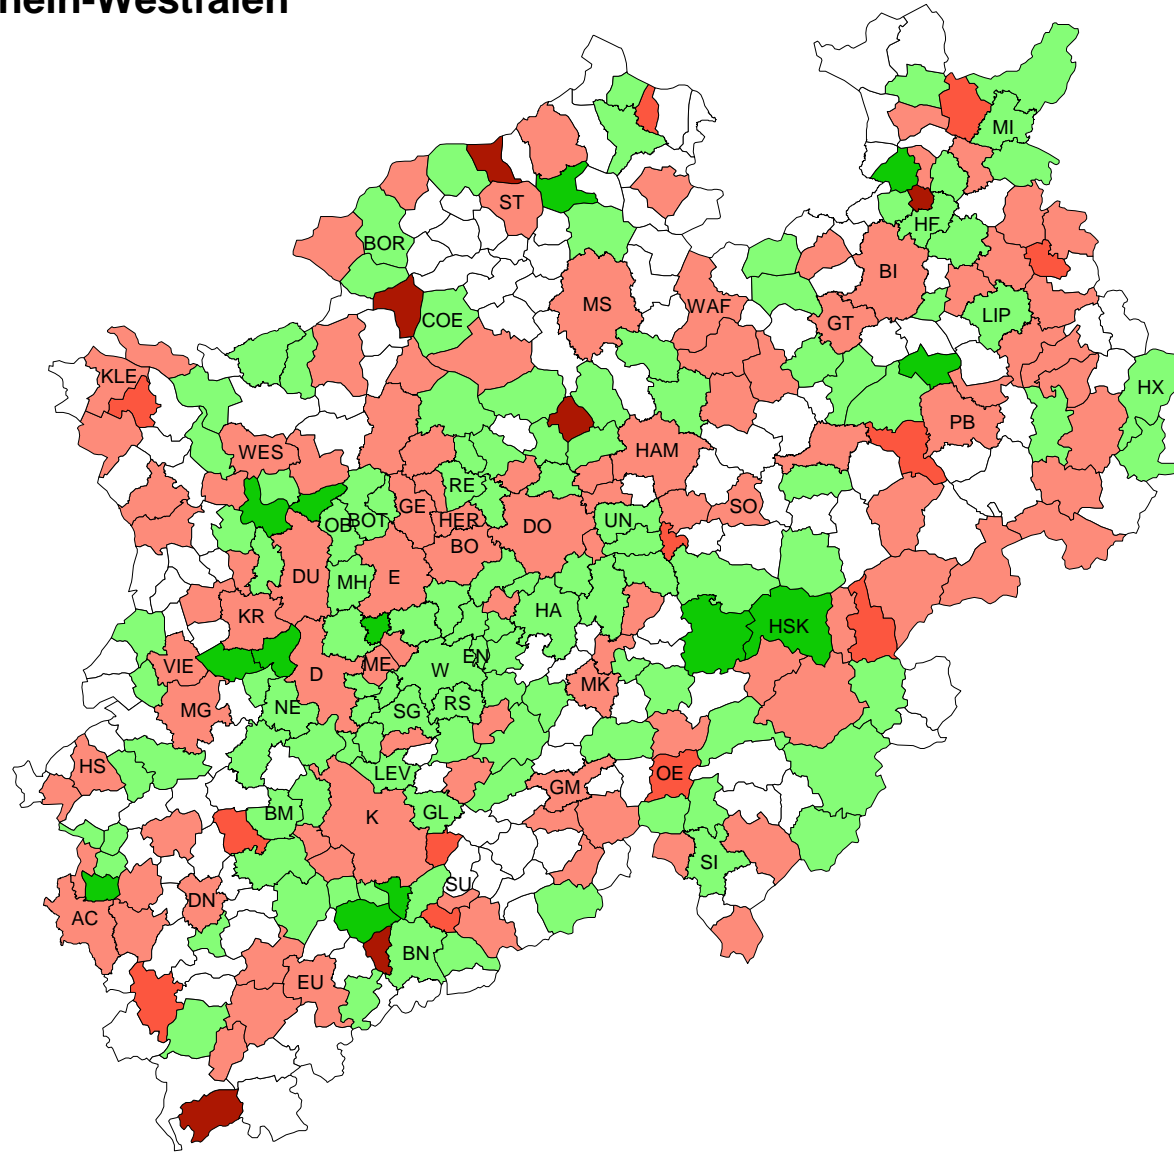 hein-Westfalen
MI
ST
HF
BOR
BI
MS
WAF
LIP
COE
GT
KLE
HX
PB
WES
HAM
RE
GE
SO
OB
BOT
HER
DO
UN
BO
DU
MH
E
HA
KR
HSK
VIE
D
ME
W
EN
MK
MG
NE
SG
RS
HS
LEV
OE
GM
BM
K
GL
SI
SU
DN
AC
BN
EU